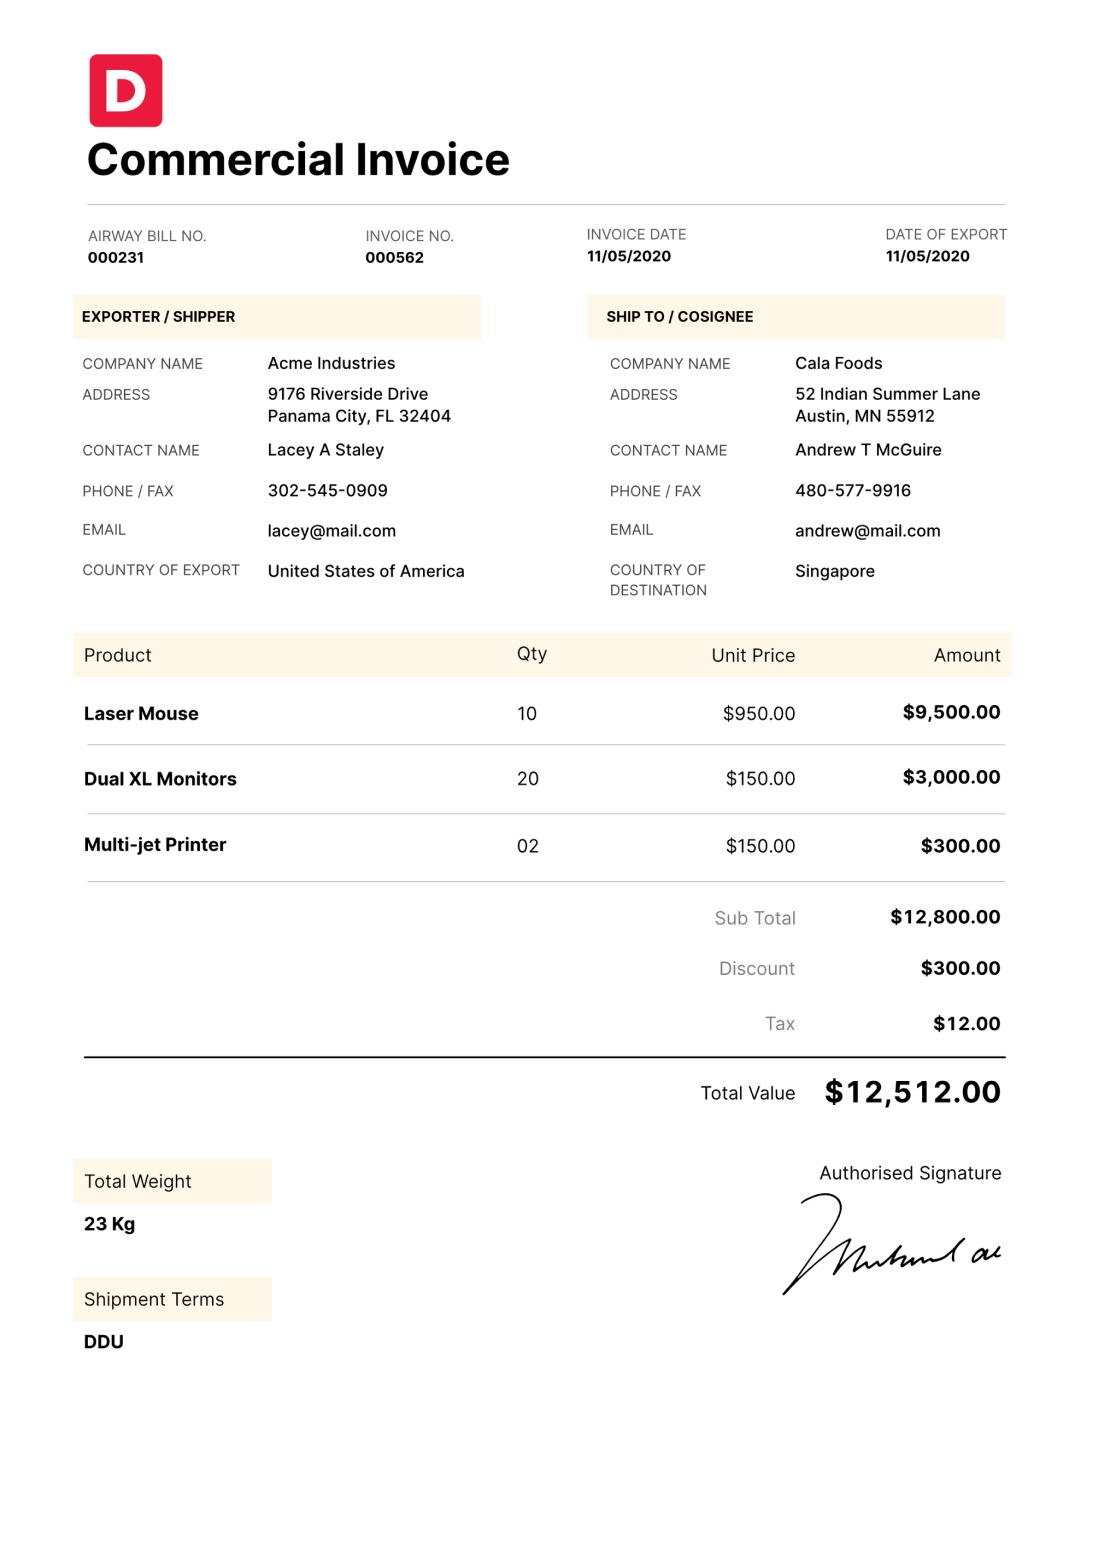 D
Commercial Invoice
AIRWAY BILL NO. INVOICE NO. INVOICE DATE DATE OF EXPORT
000231 000562 11/05/2020 11/05/2020
EXPORTER / SHIPPER
COMPANY NAME Acme Industries
ADDRESS 9176 Riverside Drive
Panama City, FL 32404
CONTACT NAME Lacey A Staley
PHONE / FAX 302-545-0909
EMAIL lacey@mail.com
COUNTRY OF EXPORT United States of America
SHIP TO / COSIGNEE
COMPANY NAME Cala Foods
ADDRESS 52 Indian Summer Lane
Austin, MN 55912
CONTACT NAME Andrew T McGuire
PHONE / FAX 480-577-9916
EMAIL andrew@mail.com
COUNTRY OF Singapore
DESTINATION
Product Qty Unit Price Amount
Laser Mouse 10 $950.00 $9,500.00
Dual XL Monitors 20 $150.00 $3,000.00
Multi-jet Printer 02 $150.00 $300.00
Sub Total $12,800.00
Discount $300.00
Tax $12.00
Total Value $12,512.00
Total Weight
23 Kg
Authorised Signature
Shipment Terms
DDU